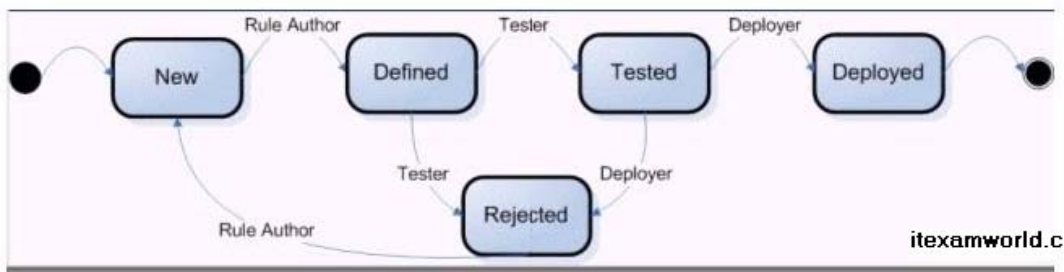 Rule Author
Tester
Deployer
New
Defined
Tested
Deployed
Tester
Deployer
Rejected
Rule Author
itexamworld.c